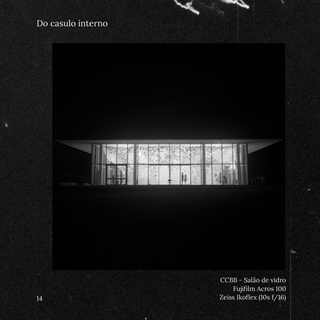 Do casulo interno
CCBB - Salão de vidro
Fujifilm Acros 100
Zeiss Ikoflex (10s f/16)
14